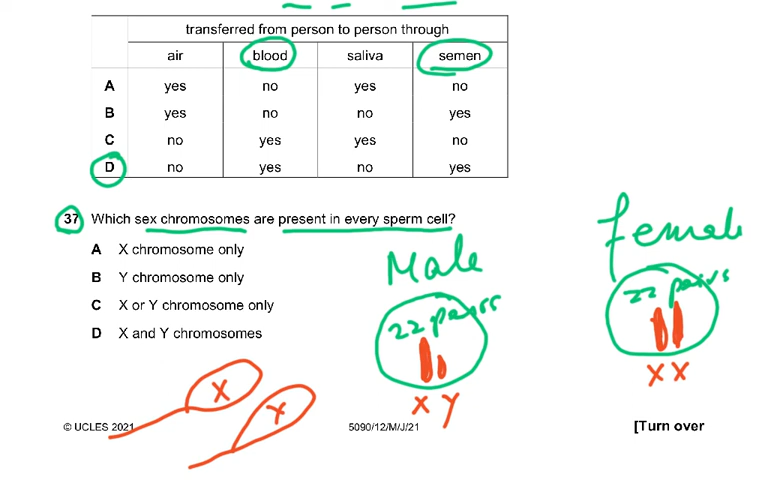 transferred from person to person through
air blood saliva semen
A yes no yes no
B yes no no yes
C no yes yes no
D no yes no yes
37 Which sex chromosomes are present in every sperm cell?
A X chromosome only
B Y chromosome only
C X or Y chromosome only
D X and Y chromosomes
Male
22 pairs
X Y
female
22 pairs
X X
X
Y
© UCLES 2021 5090/12/M/J/21 [Turn over